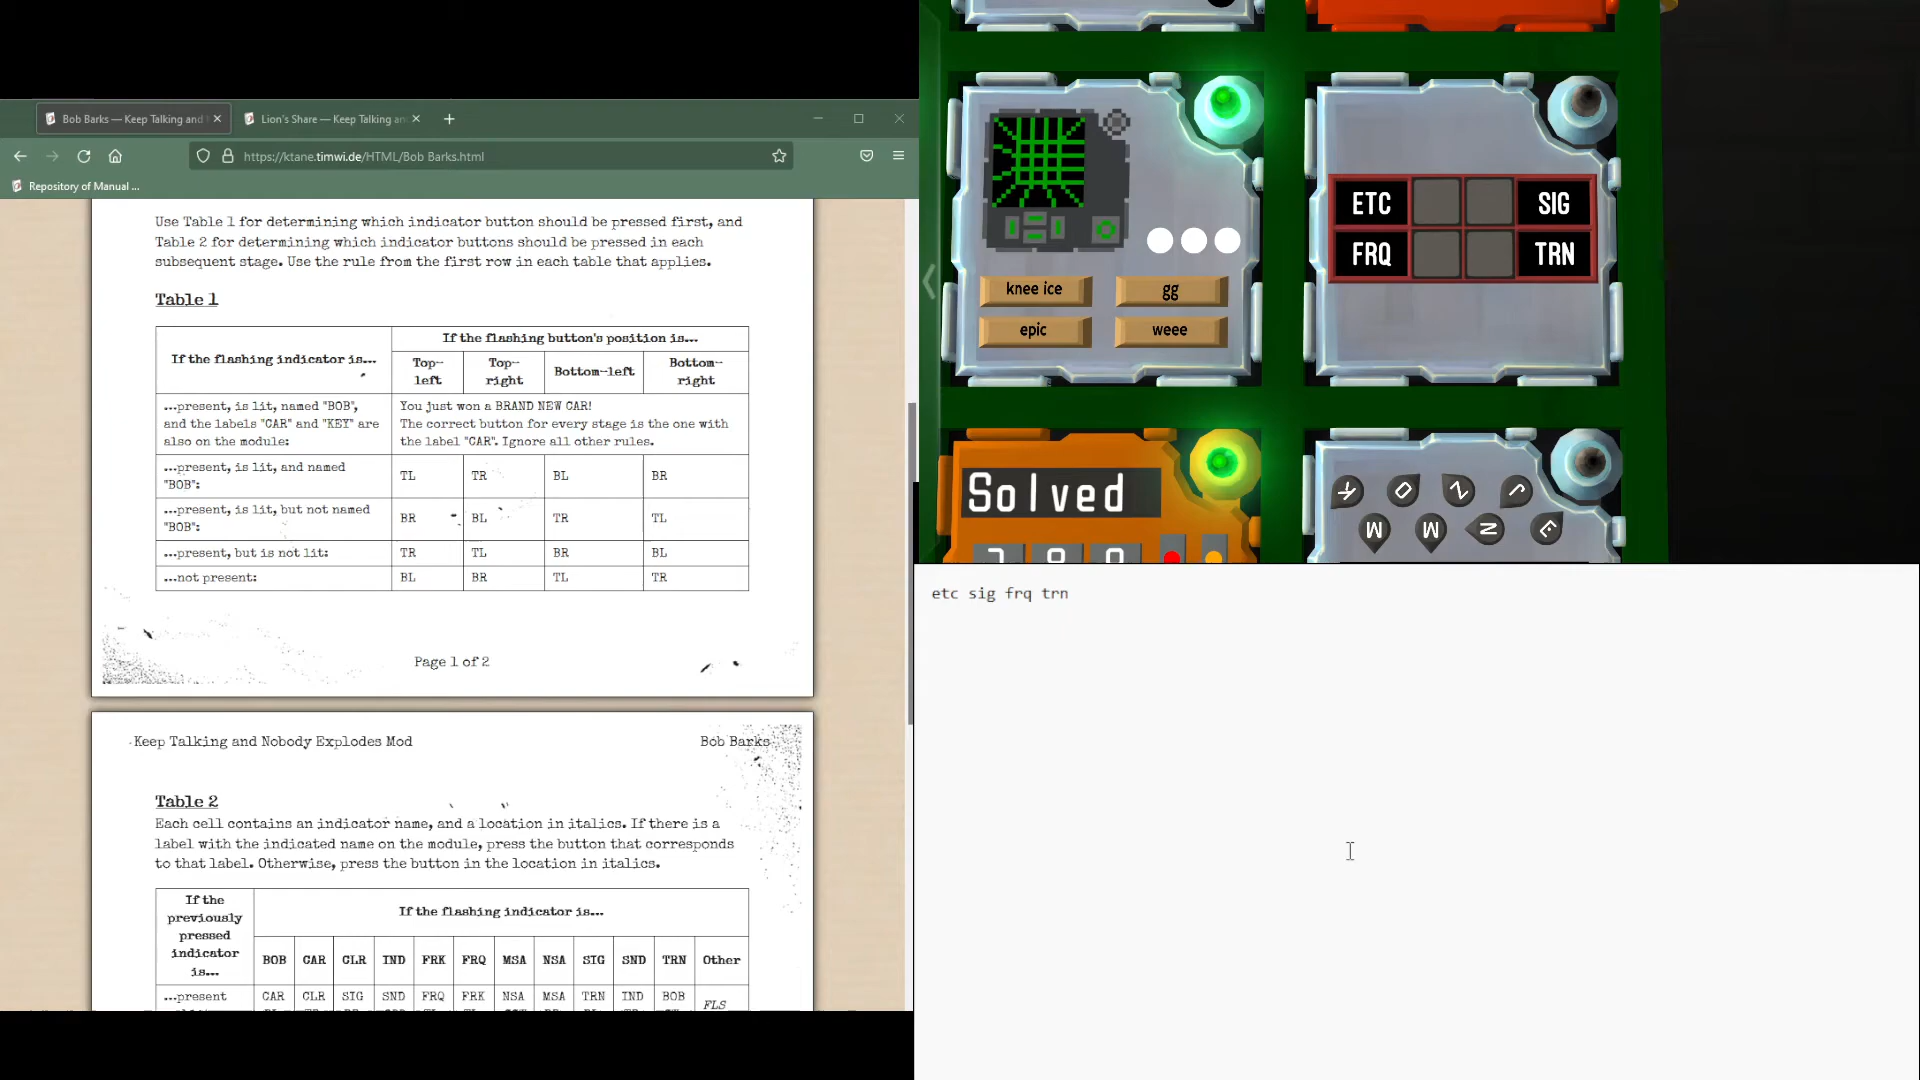 Bob Barks — Keep Talking and
Lion's Share — Keep Talking an
https://ktane.timwi.de/HTML/Bob Barks.html
Repository of Manual ...
Use Table 1 for determining which indicator button should be pressed first, and
Table 2 for determining which indicator buttons should be pressed in each
subsequent stage. Use the rule from the first row in each table that applies.
Table 1
If the flashing indicator is...
If the flashing button's position is...
Top-left
Top-right
Bottom-left
Bottom-right
...present, is lit, named "BOB",
and the labels "CAR" and "KEY" are
also on the module:
You just won a BRAND NEW CAR!
The correct button for every stage is the one with
the label "CAR". Ignore all other rules.
...present, is lit, and named
"BOB":
TL TR BL BR
...present, is lit, but not named
"BOB":
BR BL TR TL
...present, but is not lit:
TR TL BR BL
...not present:
BL BR TL TR
Page 1 of 2
Keep Talking and Nobody Explodes Mod
Bob Barks
Table 2
Each cell contains an indicator name, and a location in italics. If there is a
label with the indicated name on the module, press the button that corresponds
to that label. Otherwise, press the button in the location in italics.
If the
previously
pressed
indicator
is...
If the flashing indicator is...
BOB CAR CLR IND FRK FRQ MSA NSA SIG SND TRN Other
...present
CAR CLR SIG SND FRQ FRK NSA MSA TRN IND BOB
FLS
knee ice
gg
epic
weee
ETC
SIG
FRQ
TRN
Solved
7 8 9
etc sig frq trn